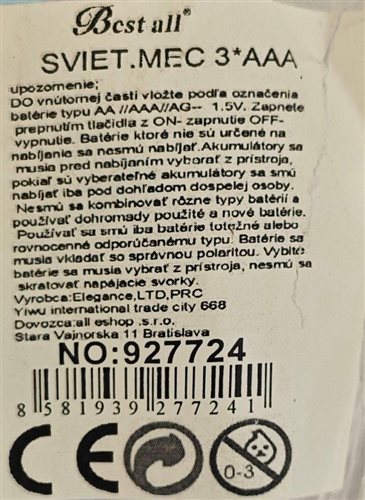 Best all®
SVIET.MEC 3*AAA
upozornenie;
DO vnútornej časti vložte podľa označenia
batérie typu AA //AAA//AG-- 1.5V. Zapnete
prepnutim tlačidla z ON- zapnutie OFF-
vypnutie. Batérie ktoré nie sú určené na
nabíjanie sa nesmú nabíjať.Akumulátory sa
musia pred nabíjaním vyborať z prístroja,
pokiaľ sú vyberateľné akumulátory sa smú
nabíjať iba pod dohľadom dospelej osoby.
Nesmú sa kombinovať rôzne typy batérií a
používať dohromady použité a nové batérie.
Používať sa smú iba batérie totožné alebo
rovnocenné odporúčanému typu. Batérie sa
musia vkladať so správnou polaritou. Vybité
batérie sa musia vybrať z prístroja, nesmú sa
skratovať napájacie svorky.
Vyrobca:Elegance,LTD,PRC
Yiwu international trade city 668
Dovozca:all eshop .s.r.o.
Stara Vajnorska 11 Bratislava
NO:927724
8 581939 277241
CE
0-3